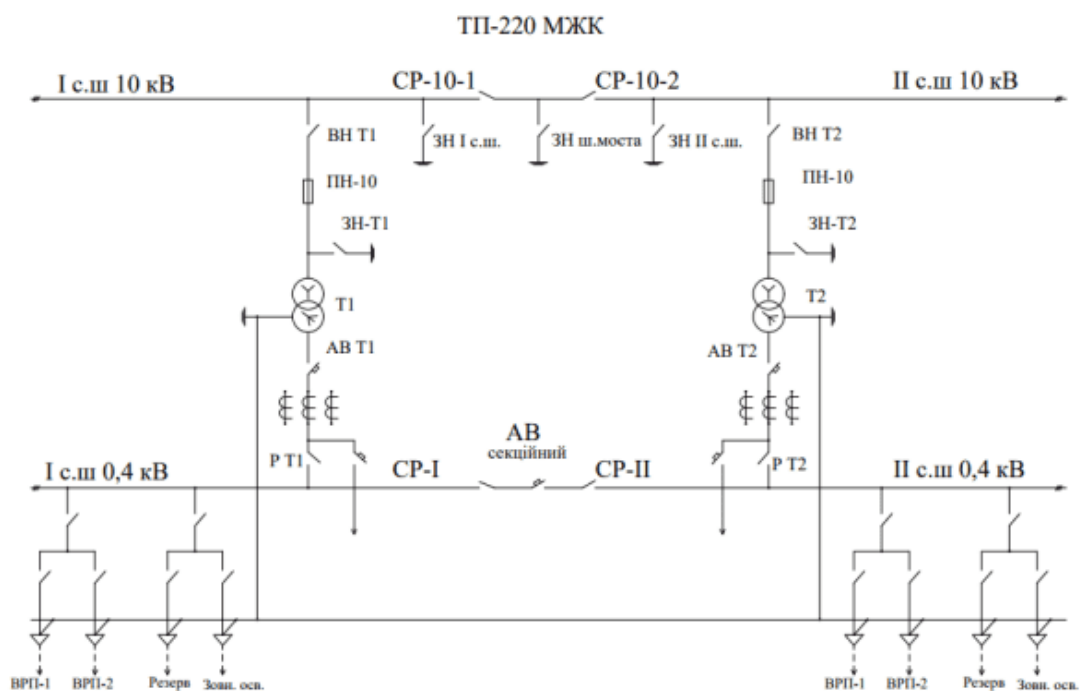 ТП-220 МЖК
І с.ш 10 кВ
СР-10-1
СР-10-2
ІІ с.ш 10 кВ
ВН Т1
ЗН І с.ш.
ЗН ш.моста
ЗН ІІ с.ш.
ВН Т2
ПН-10
ПН-10
ЗН-Т1
ЗН-Т2
Т1
Т2
АВ Т1
АВ Т2
АВ
секційний
Р Т1
Р Т2
І с.ш 0,4 кВ
СР-І
СР-ІІ
ІІ с.ш 0,4 кВ
ВРП-1
ВРП-2
Резерв
Зовн. осв.
ВРП-1
ВРП-2
Резерв
Зовн. осв.